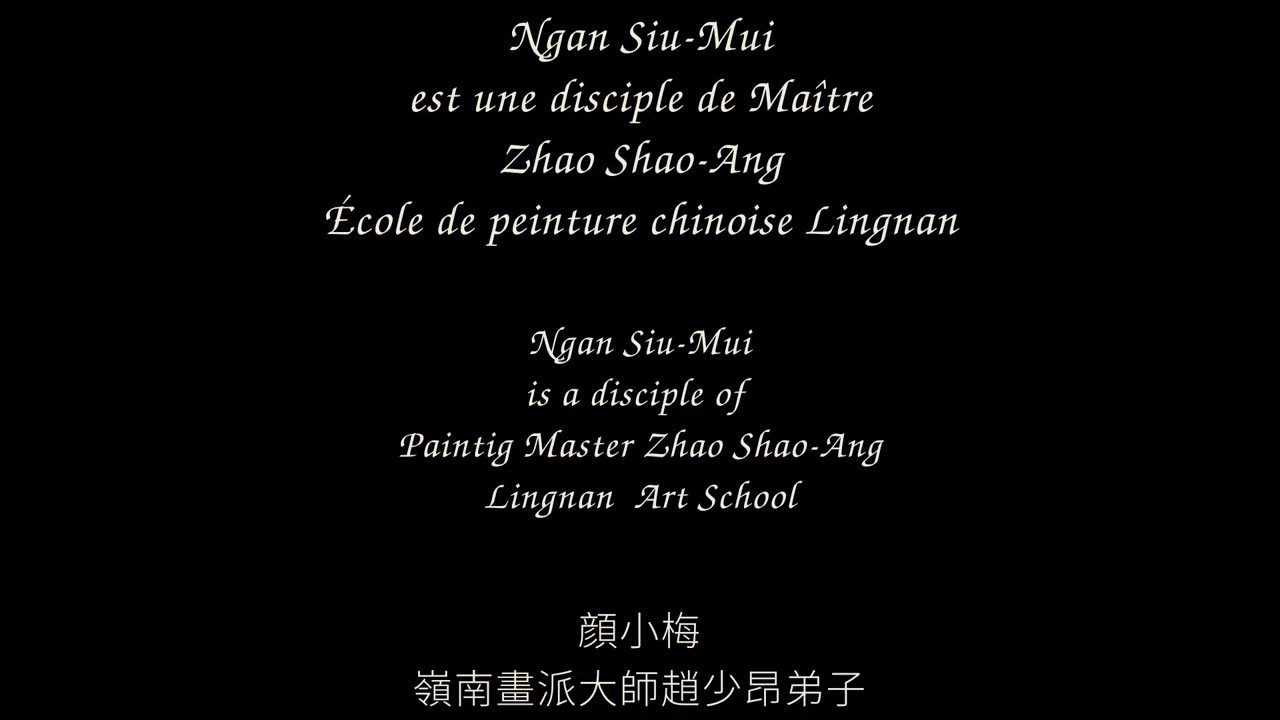 Ngan Siu-Mui
est une disciple de Maître
Zhao Shao-Ang
École de peinture chinoise Lingnan
Ngan Siu-Mui
is a disciple of
Paintig Master Zhao Shao-Ang
Lingnan Art School
顔小梅
嶺南畫派大師趙少昂弟子